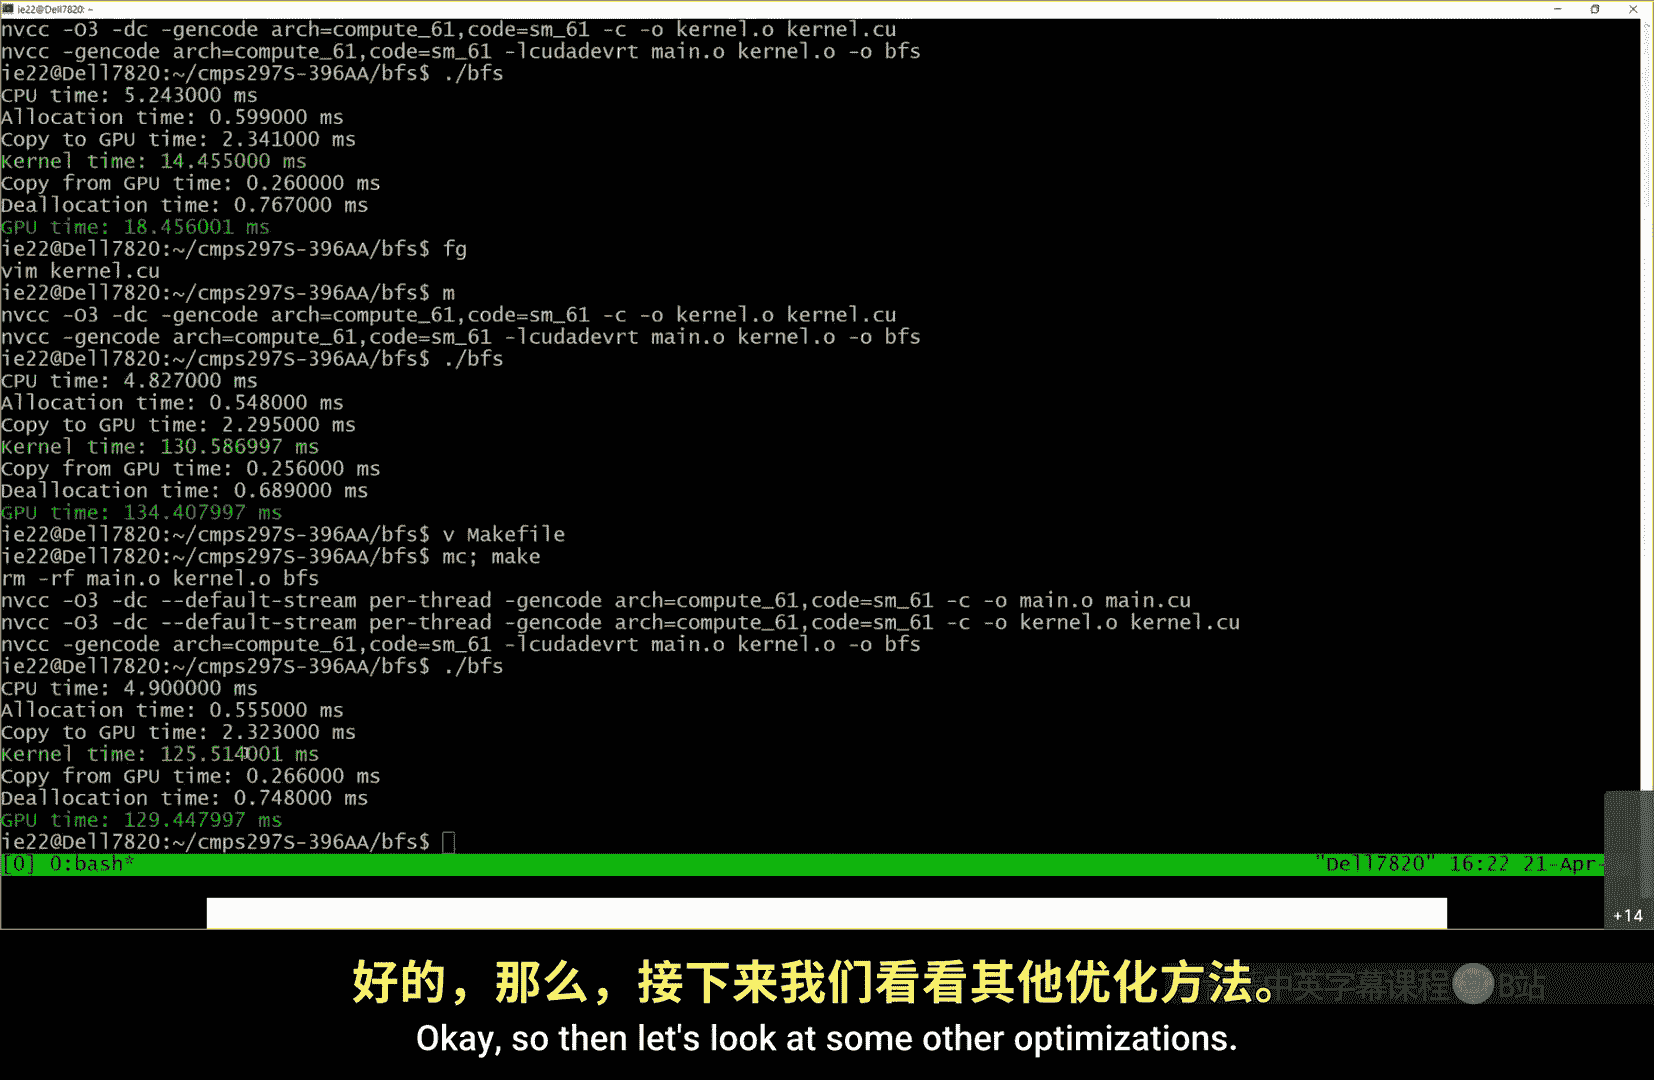 ie22@Dell7820: ~
nvcc -O3 -dc -gencode arch=compute_61,code=sm_61 -c -o kernel.o kernel.cu
nvcc -gencode arch=compute_61,code=sm_61 -lcudadevrt main.o kernel.o -o bfs
ie22@Dell7820:~/cmps297S-396AA/bfs$ ./bfs
CPU time: 5.243000 ms
Allocation time: 0.599000 ms
Copy to GPU time: 2.341000 ms
Kernel time: 14.455000 ms
Copy from GPU time: 0.260000 ms
Deallocation time: 0.767000 ms
GPU time: 18.456001 ms
ie22@Dell7820:~/cmps297S-396AA/bfs$ fg
vim kernel.cu
ie22@Dell7820:~/cmps297S-396AA/bfs$ m
nvcc -O3 -dc -gencode arch=compute_61,code=sm_61 -c -o kernel.o kernel.cu
nvcc -gencode arch=compute_61,code=sm_61 -lcudadevrt main.o kernel.o -o bfs
ie22@Dell7820:~/cmps297S-396AA/bfs$ ./bfs
CPU time: 4.827000 ms
Allocation time: 0.548000 ms
Copy to GPU time: 2.295000 ms
Kernel time: 130.586997 ms
Copy from GPU time: 0.256000 ms
Deallocation time: 0.689000 ms
GPU time: 134.407997 ms
ie22@Dell7820:~/cmps297S-396AA/bfs$ v Makefile
ie22@Dell7820:~/cmps297S-396AA/bfs$ mc; make
rm -rf main.o kernel.o bfs
nvcc -O3 -dc --default-stream per-thread -gencode arch=compute_61,code=sm_61 -c -o main.o main.cu
nvcc -O3 -dc --default-stream per-thread -gencode arch=compute_61,code=sm_61 -c -o kernel.o kernel.cu
nvcc -gencode arch=compute_61,code=sm_61 -lcudadevrt main.o kernel.o -o bfs
ie22@Dell7820:~/cmps297S-396AA/bfs$ ./bfs
CPU time: 4.900000 ms
Allocation time: 0.555000 ms
Copy to GPU time: 2.323000 ms
Kernel time: 125.514001 ms
Copy from GPU time: 0.266000 ms
Deallocation time: 0.748000 ms
GPU time: 129.447997 ms
ie22@Dell7820:~/cmps297S-396AA/bfs$
[0] 0:bash* "Dell7820" 16:22 21-Apr-
+14
好的，那么，接下来我们看看其他优化方法。
中英字幕课程 B站
Okay, so then let's look at some other optimizations.